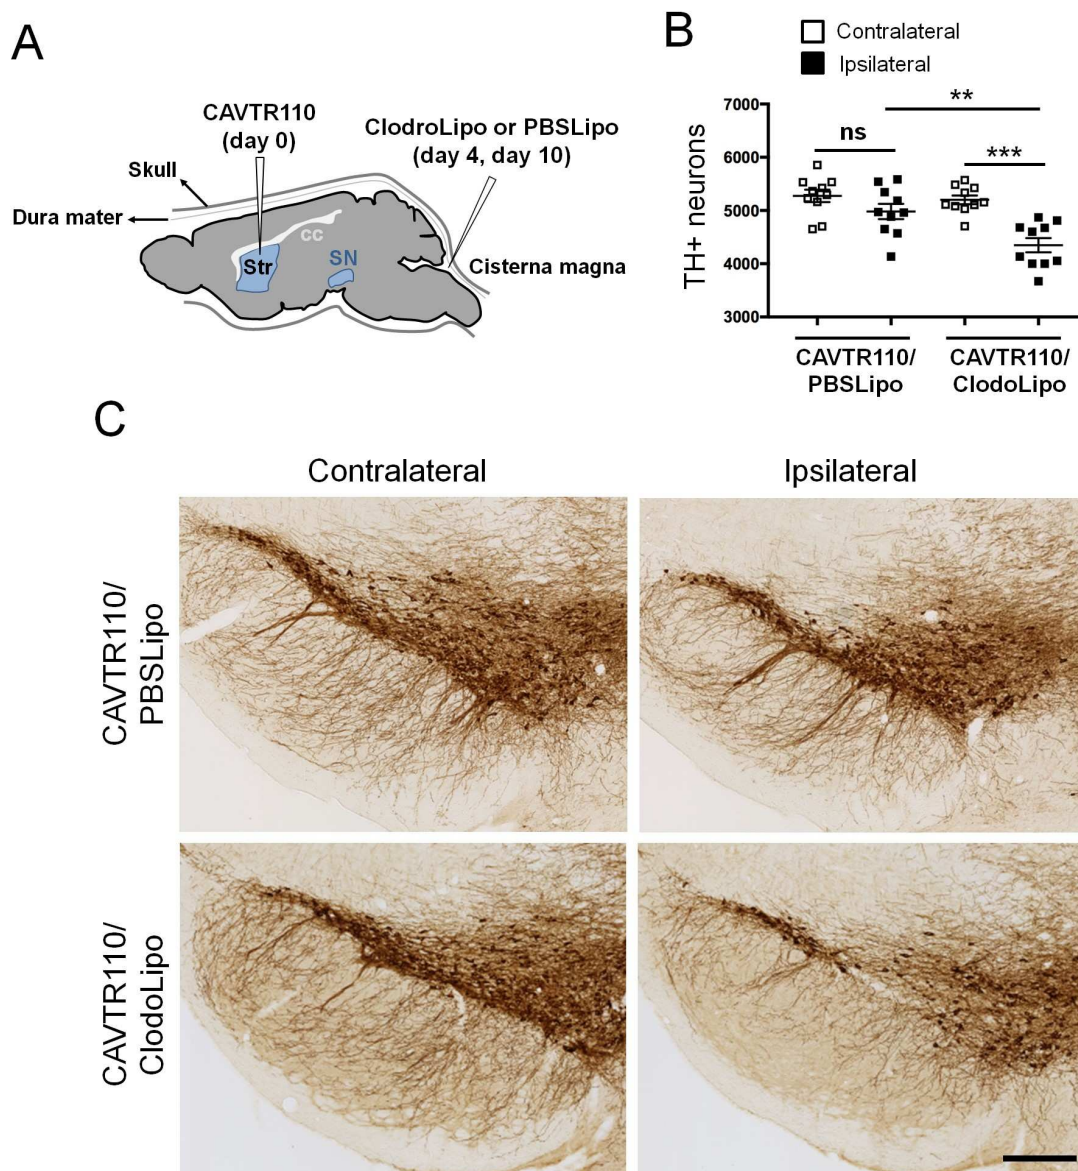 A
CAVTR110
(day 0)
ClodroLipo or PBSLipo
(day 4, day 10)
Skull
Dura mater
cc
Str
SN
Cisterna magna
B
Contralateral
Ipsilateral
**
ns
***
7000
6000
5000
4000
3000
TH+ neurons
CAVTR110/
PBSLipo
CAVTR110/
ClodoLipo
C
Contralateral
Ipsilateral
CAVTR110/
PBSLipo
CAVTR110/
ClodoLipo